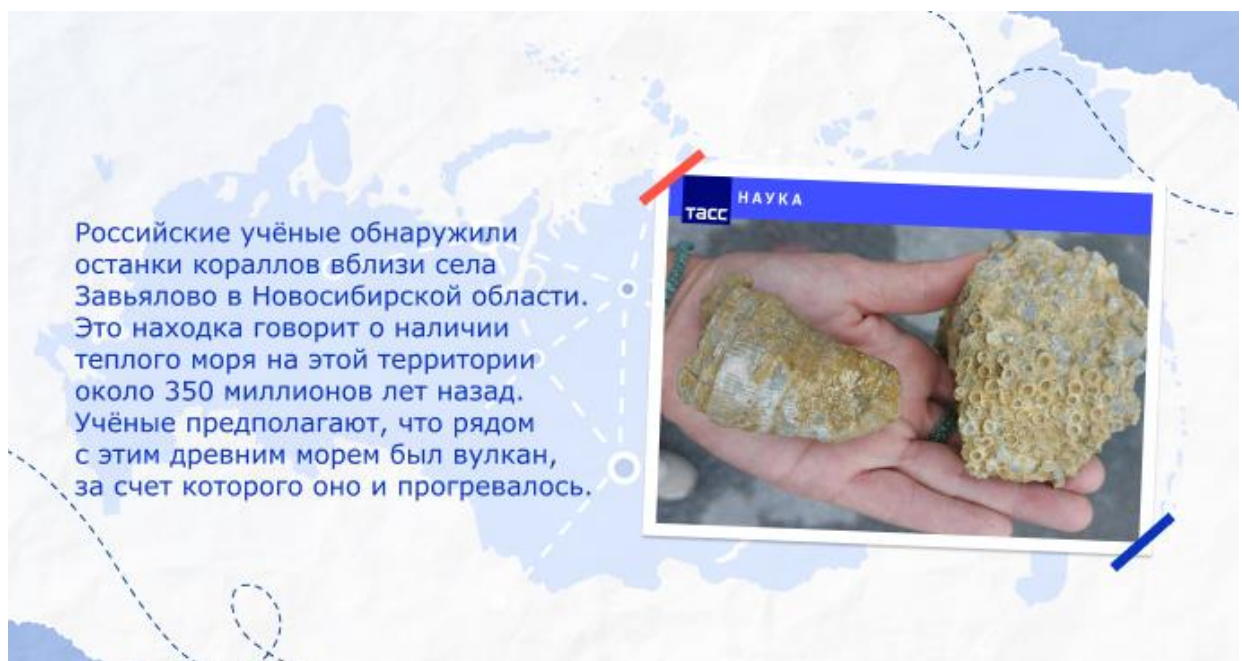 Российские учёные обнаружили
останки кораллов вблизи села
Завьялово в Новосибирской области.
Это находка говорит о наличии
теплого моря на этой территории
около 350 миллионов лет назад.
Учёные предполагают, что рядом
с этим древним морем был вулкан,
за счет которого оно и прогревалось.
ТАСС НАУКА